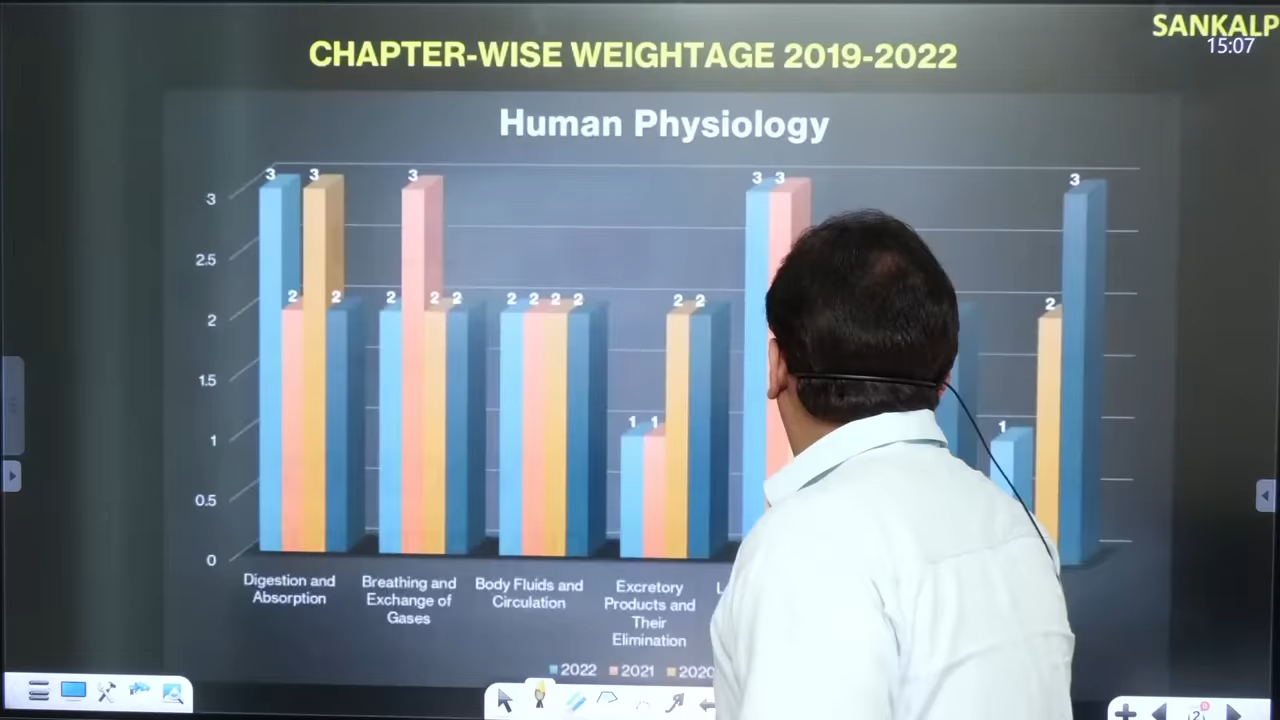 SANKALP
15:07
CHAPTER-WISE WEIGHTAGE 2019-2022
Human Physiology
3
2.5
2
1.5
1
0.5
0
3 2 3 2
2 3 2 2
2 2 2 2
1 1 2 2
3 3
1 2 3
Digestion and
Absorption
Breathing and
Exchange of
Gases
Body Fluids and
Circulation
Excretory
Products and
Their
Elimination
2022 2021 2020
2